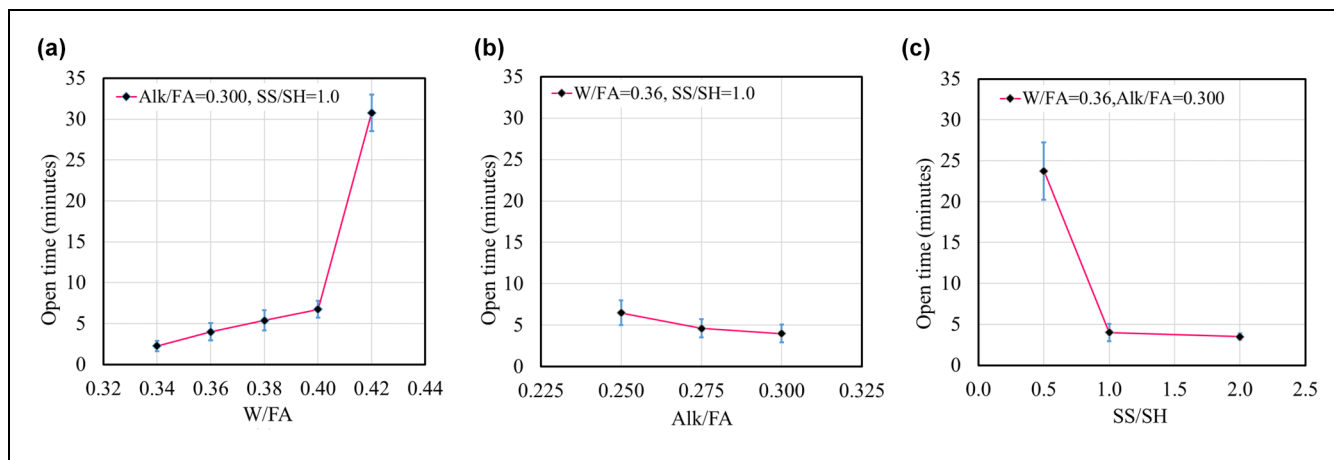 (a)
Open time (minutes)
35
30
25
20
15
10
5
0
Alk/FA=0.300, SS/SH=1.0
0.32 0.34 0.36 0.38 0.40 0.42 0.44
W/FA
(b)
Open time (minutes)
35
30
25
20
15
10
5
0
W/FA=0.36, SS/SH=1.0
0.225 0.250 0.275 0.300 0.325
Alk/FA
(c)
Open time (minutes)
35
30
25
20
15
10
5
0
W/FA=0.36,Alk/FA=0.300
0.0 0.5 1.0 1.5 2.0 2.5
SS/SH